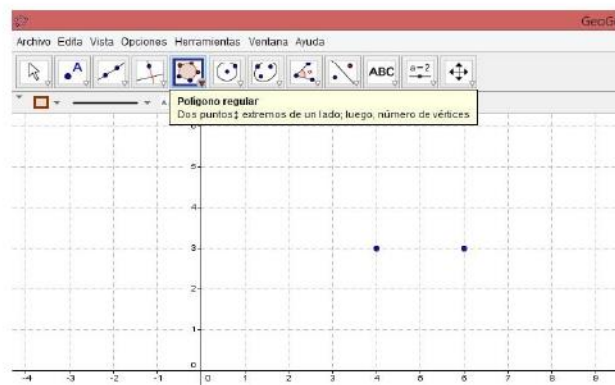 GeoG
Archivo Edita Vista Opciones Herramientas Ventana Ayuda
A ABC a=2
Polígono regular
Dos puntos‡ extremos de un lado; luego, número de vértices
6
5
4
3
2
1
0
-4 -3 -2 -1 0 1 2 3 4 5 6 7 8 9